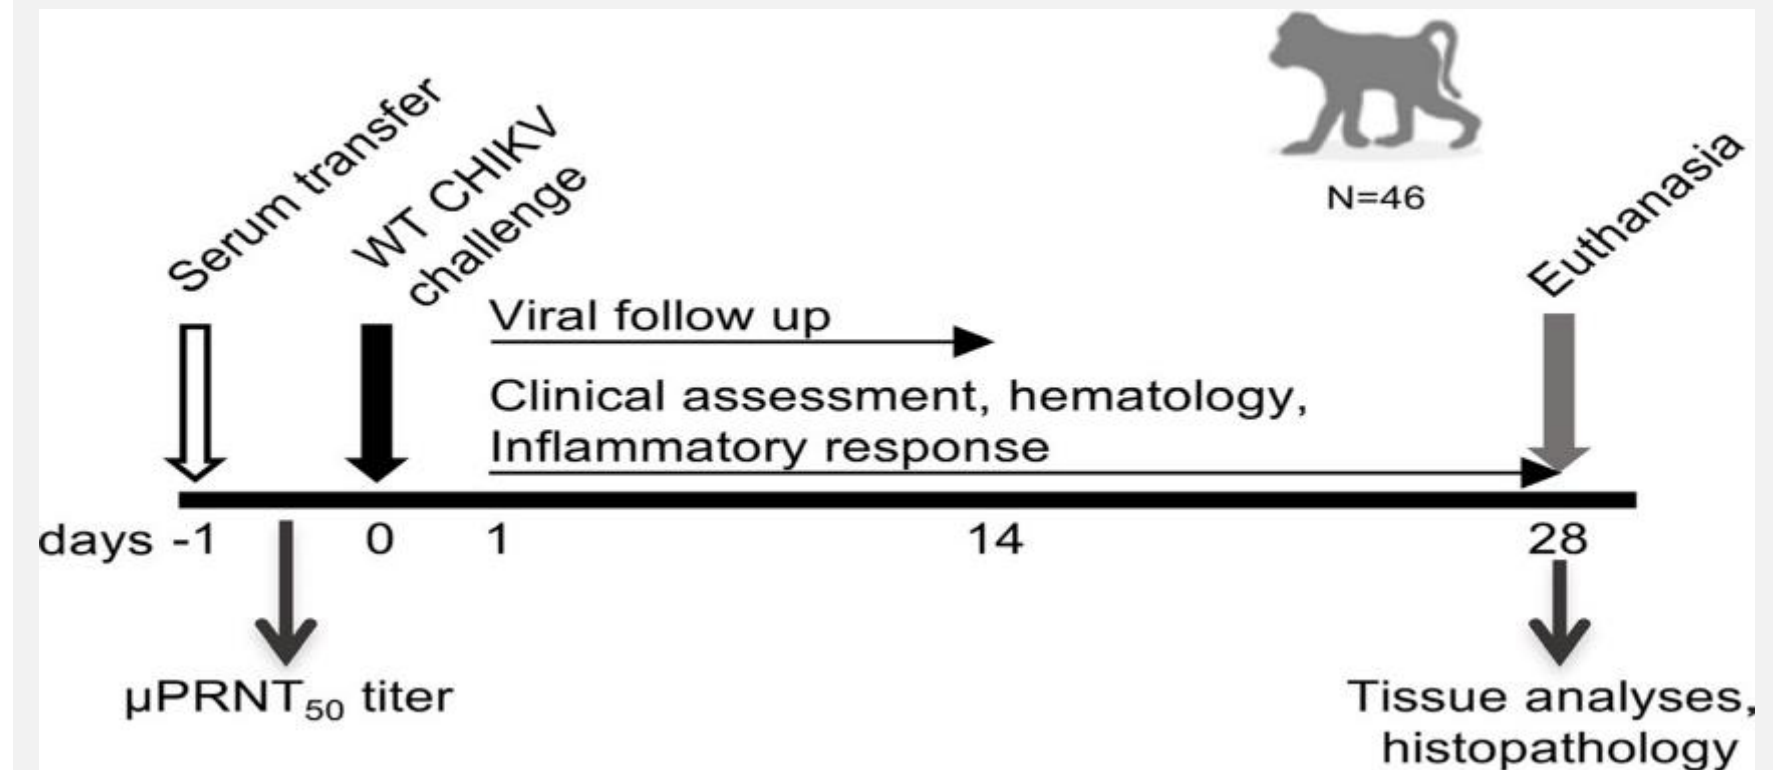 Serum transfer
WT CHIKV
challenge
N=46
Euthanasia
Viral follow up
Clinical assessment, hematology,
Inflammatory response
days -1 0 1 14 28
µPRNT50 titer
Tissue analyses,
histopathology